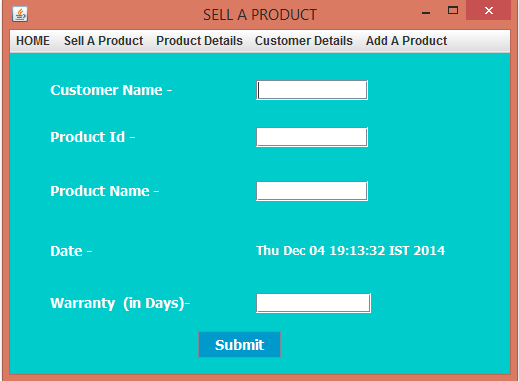 SELL A PRODUCT
HOME Sell A Product Product Details Customer Details Add A Product
Customer Name -
Product Id -
Product Name -
Date - Thu Dec 04 19:13:32 IST 2014
Warranty (in Days)-
Submit